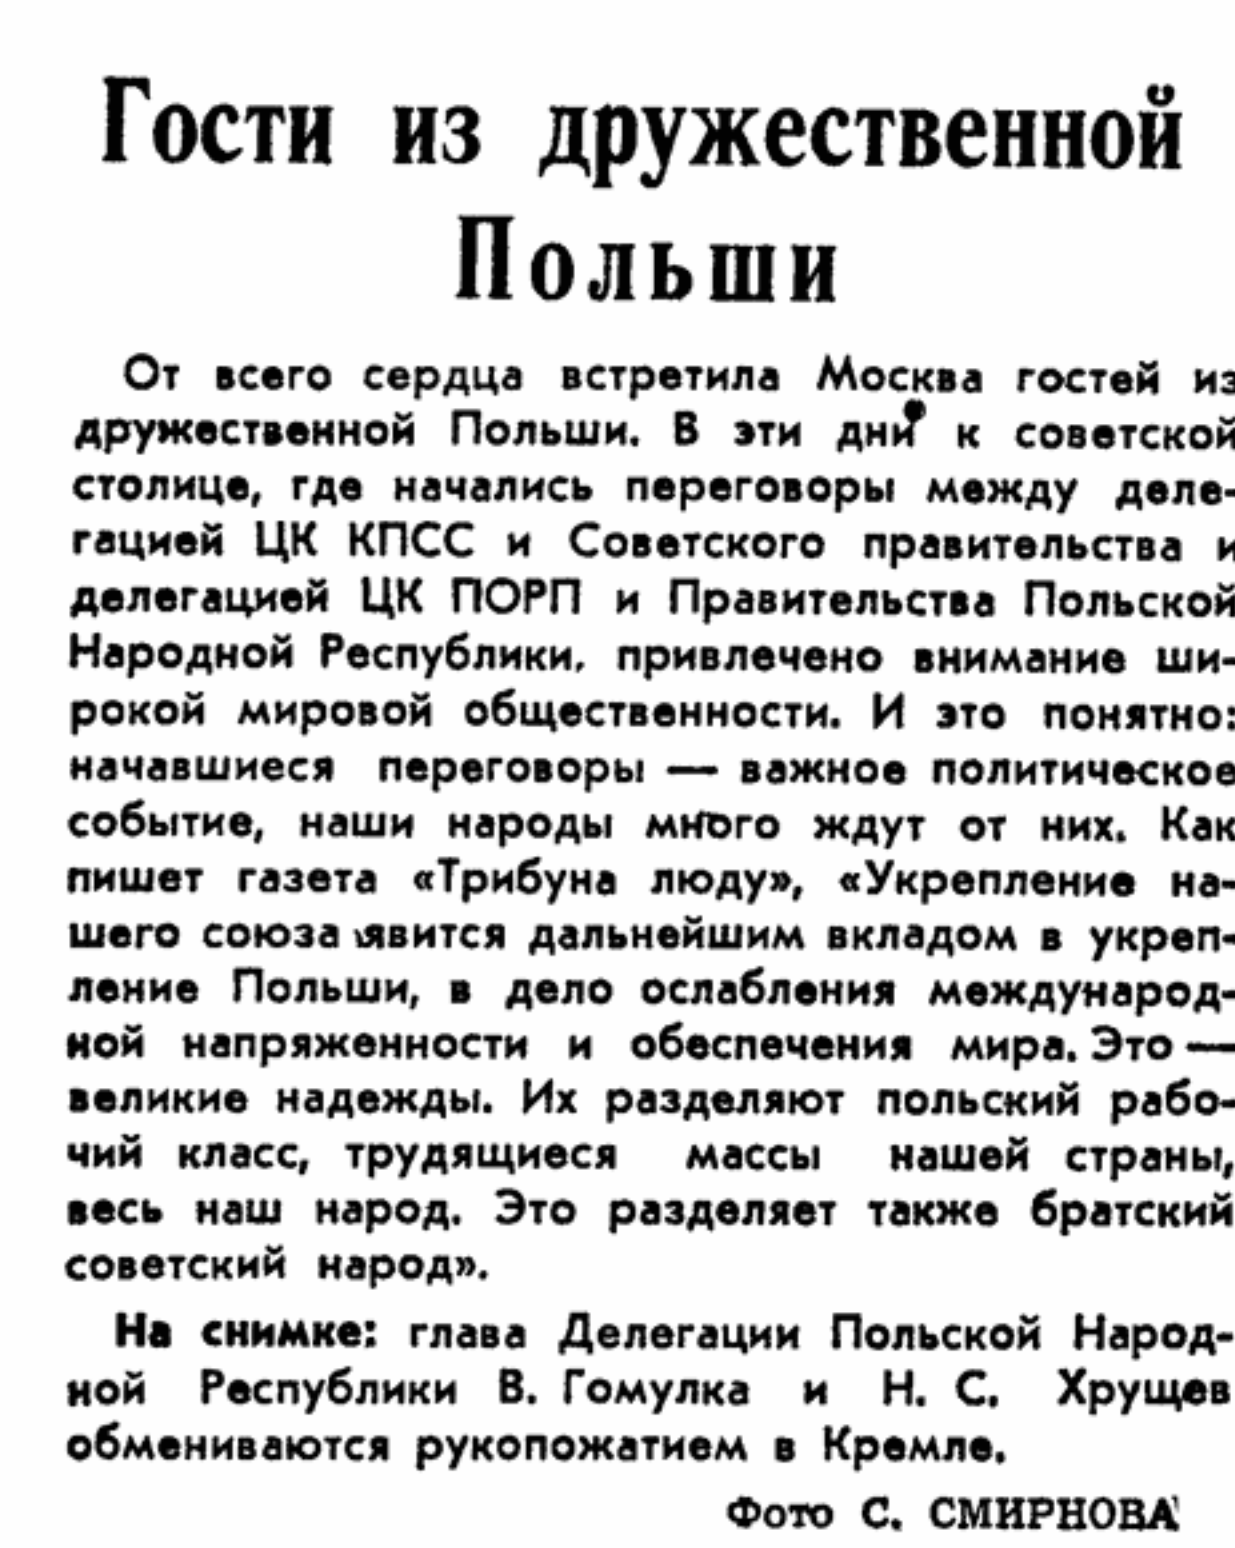 Гости из дружественной
Польши
От всего сердца встретила Москва гостей из
дружественной Польши. В эти дни к советской
столице, где начались переговоры между деле-
гацией ЦК КПСС и Советского правительства и
делегацией ЦК ПОРП и Правительства Польской
Народной Республики, привлечено внимание ши-
рокой мировой общественности. И это понятно:
начавшиеся переговоры — важное политическое
событие, наши народы много ждут от них. Как
пишет газета «Трибуна люду», «Укрепление на-
шего союза явится дальнейшим вкладом в укреп-
ление Польши, в дело ослабления международ-
ной напряженности и обеспечения мира. Это —
великие надежды. Их разделяют польский рабо-
чий класс, трудящиеся массы нашей страны,
весь наш народ. Это разделяет также братский
советский народ».
На снимке: глава Делегации Польской Народ-
ной Республики В. Гомулка и Н. С. Хрущев
обмениваются рукопожатием в Кремле.
Фото С. СМИРНОВА